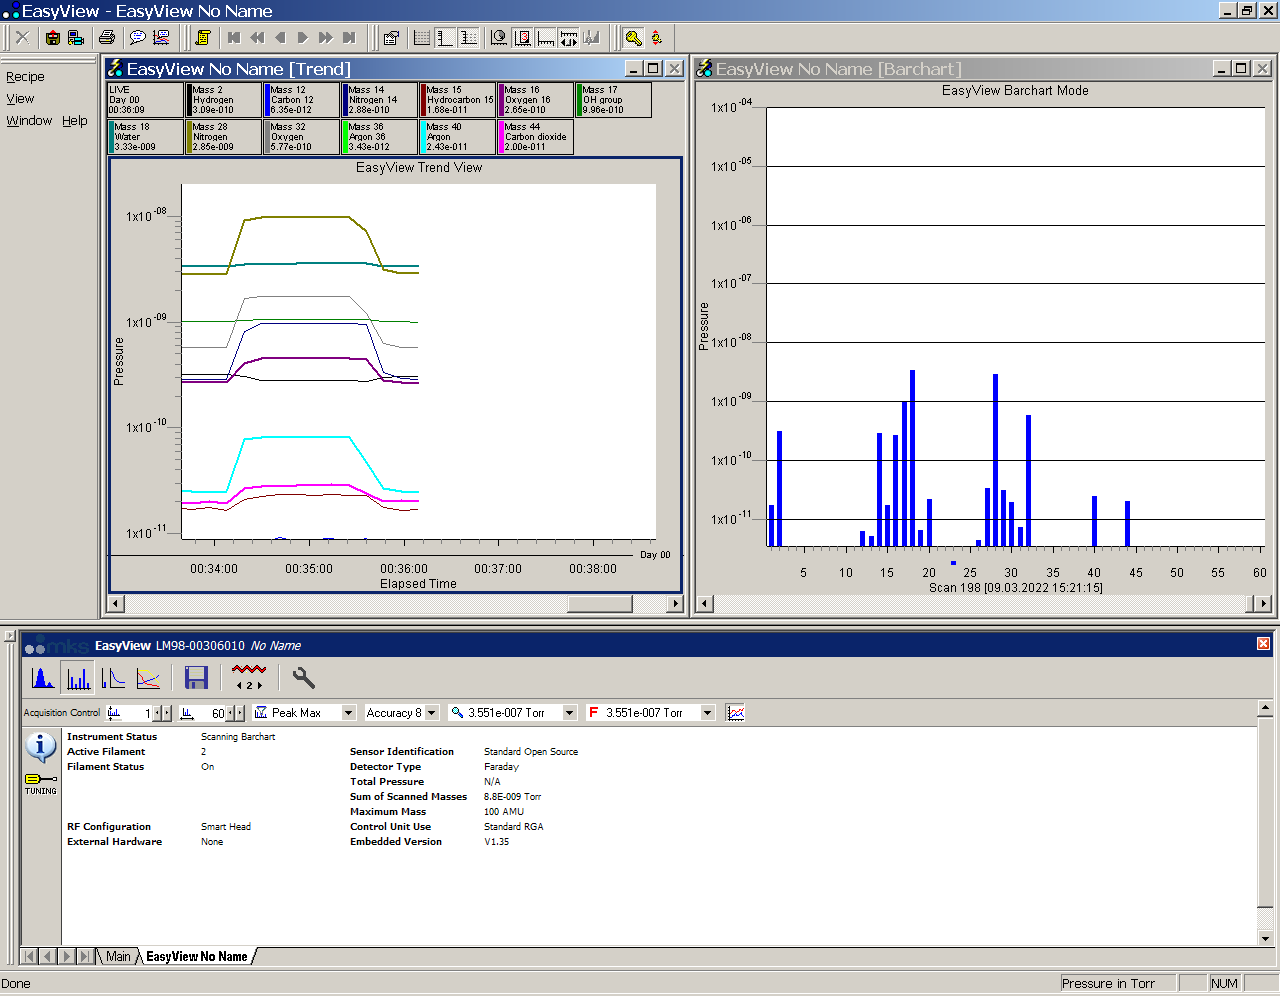 EasyView - EasyView No Name
Recipe
View
Window Help
EasyView No Name [Trend]
LIVE
Day 00
00:36:09
Mass 2
Hydrogen
3.09e-010
Mass 12
Carbon 12
6.35e-012
Mass 14
Nitrogen 14
2.88e-010
Mass 15
Hydrocarbon 15
1.68e-011
Mass 16
Oxygen 16
2.65e-010
Mass 17
OH group
9.96e-010
Mass 18
Water
3.33e-009
Mass 28
Nitrogen
2.85e-009
Mass 32
Oxygen
5.77e-010
Mass 36
Argon 36
3.43e-012
Mass 40
Argon
2.43e-011
Mass 44
Carbon dioxide
2.00e-011
EasyView Trend View
1x10 -08
1x10 -09
1x10 -10
1x10 -11
Pressure
Day 00
00:34:00 00:35:00 00:36:00 00:37:00 00:38:00
Elapsed Time
EasyView No Name [Barchart]
EasyView Barchart Mode
1x10 -04
1x10 -05
1x10 -06
1x10 -07
1x10 -08
1x10 -09
1x10 -10
1x10 -11
Pressure
5 10 15 20 25 30 35 40 45 50 55 60
Scan 198 [09.03.2022 15:21:15]
mks EasyView LM98-00306010 No Name
2
Acquisition Control 1 60 Peak Max Accuracy 8 3.551e-007 Torr F 3.551e-007 Torr
TUNING
Instrument Status Scanning Barchart
Active Filament 2 Sensor Identification Standard Open Source
Filament Status On Detector Type Faraday
Total Pressure N/A
Sum of Scanned Masses 8.8E-009 Torr
Maximum Mass 100 AMU
RF Configuration Smart Head Control Unit Use Standard RGA
External Hardware None Embedded Version V1.35
Main EasyView No Name
Done Pressure in Torr NUM